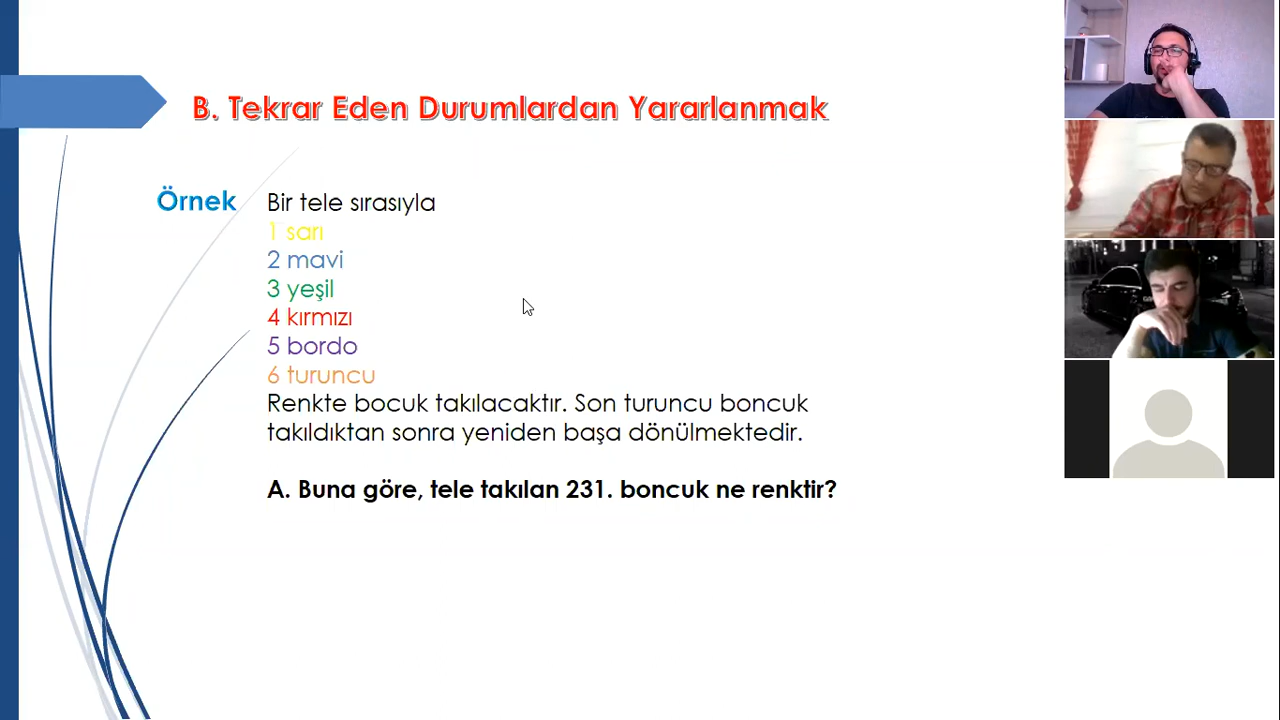 B. Tekrar Eden Durumlardan Yararlanmak
Örnek
Bir tele sırasıyla
1 sarı
2 mavi
3 yeşil
4 kırmızı
5 bordo
6 turuncu
Renkte bocuk takılacaktır. Son turuncu boncuk
takıldıktan sonra yeniden başa dönülmektedir.
A. Buna göre, tele takılan 231. boncuk ne renktir?